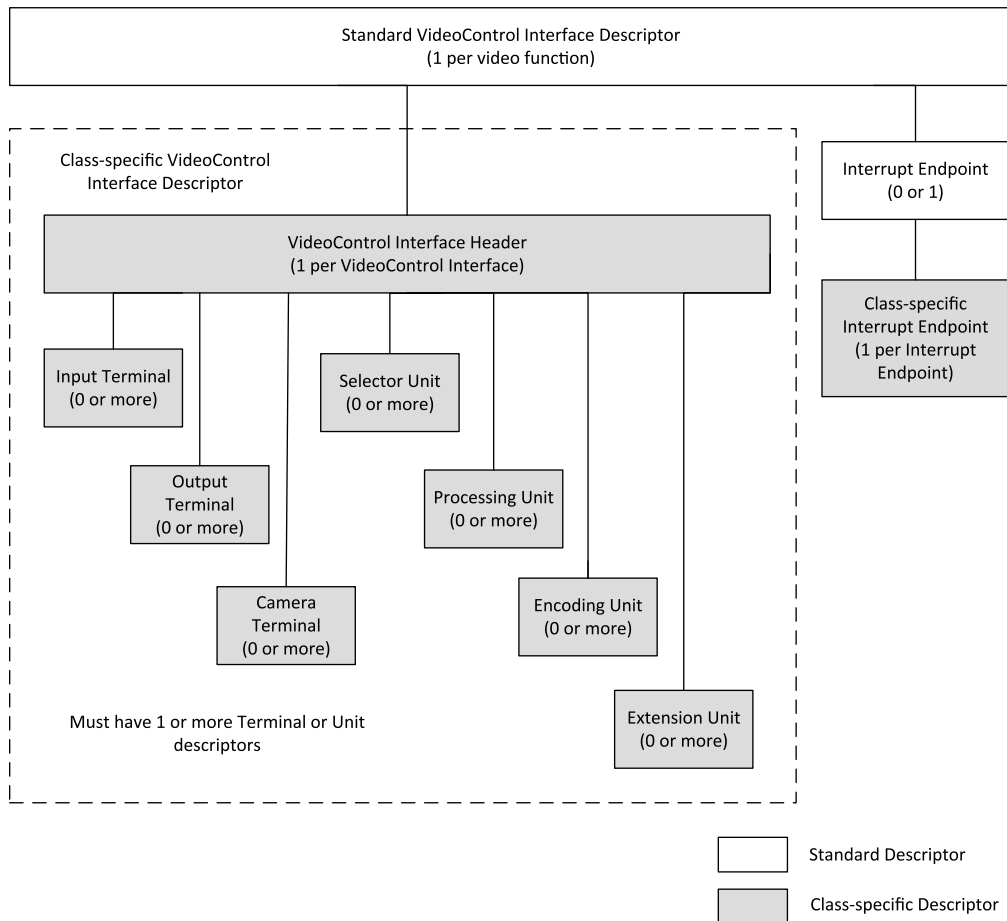 Standard VideoControl Interface Descriptor
(1 per video function)
Class-specific VideoControl
Interface Descriptor
Interrupt Endpoint
(0 or 1)
VideoControl Interface Header
(1 per VideoControl Interface)
Class-specific
Interrupt Endpoint
(1 per Interrupt
Endpoint)
Input Terminal
(0 or more)
Selector Unit
(0 or more)
Output
Terminal
(0 or more)
Processing Unit
(0 or more)
Camera
Terminal
(0 or more)
Encoding Unit
(0 or more)
Extension Unit
(0 or more)
Must have 1 or more Terminal or Unit
descriptors
Standard Descriptor
Class-specific Descriptor